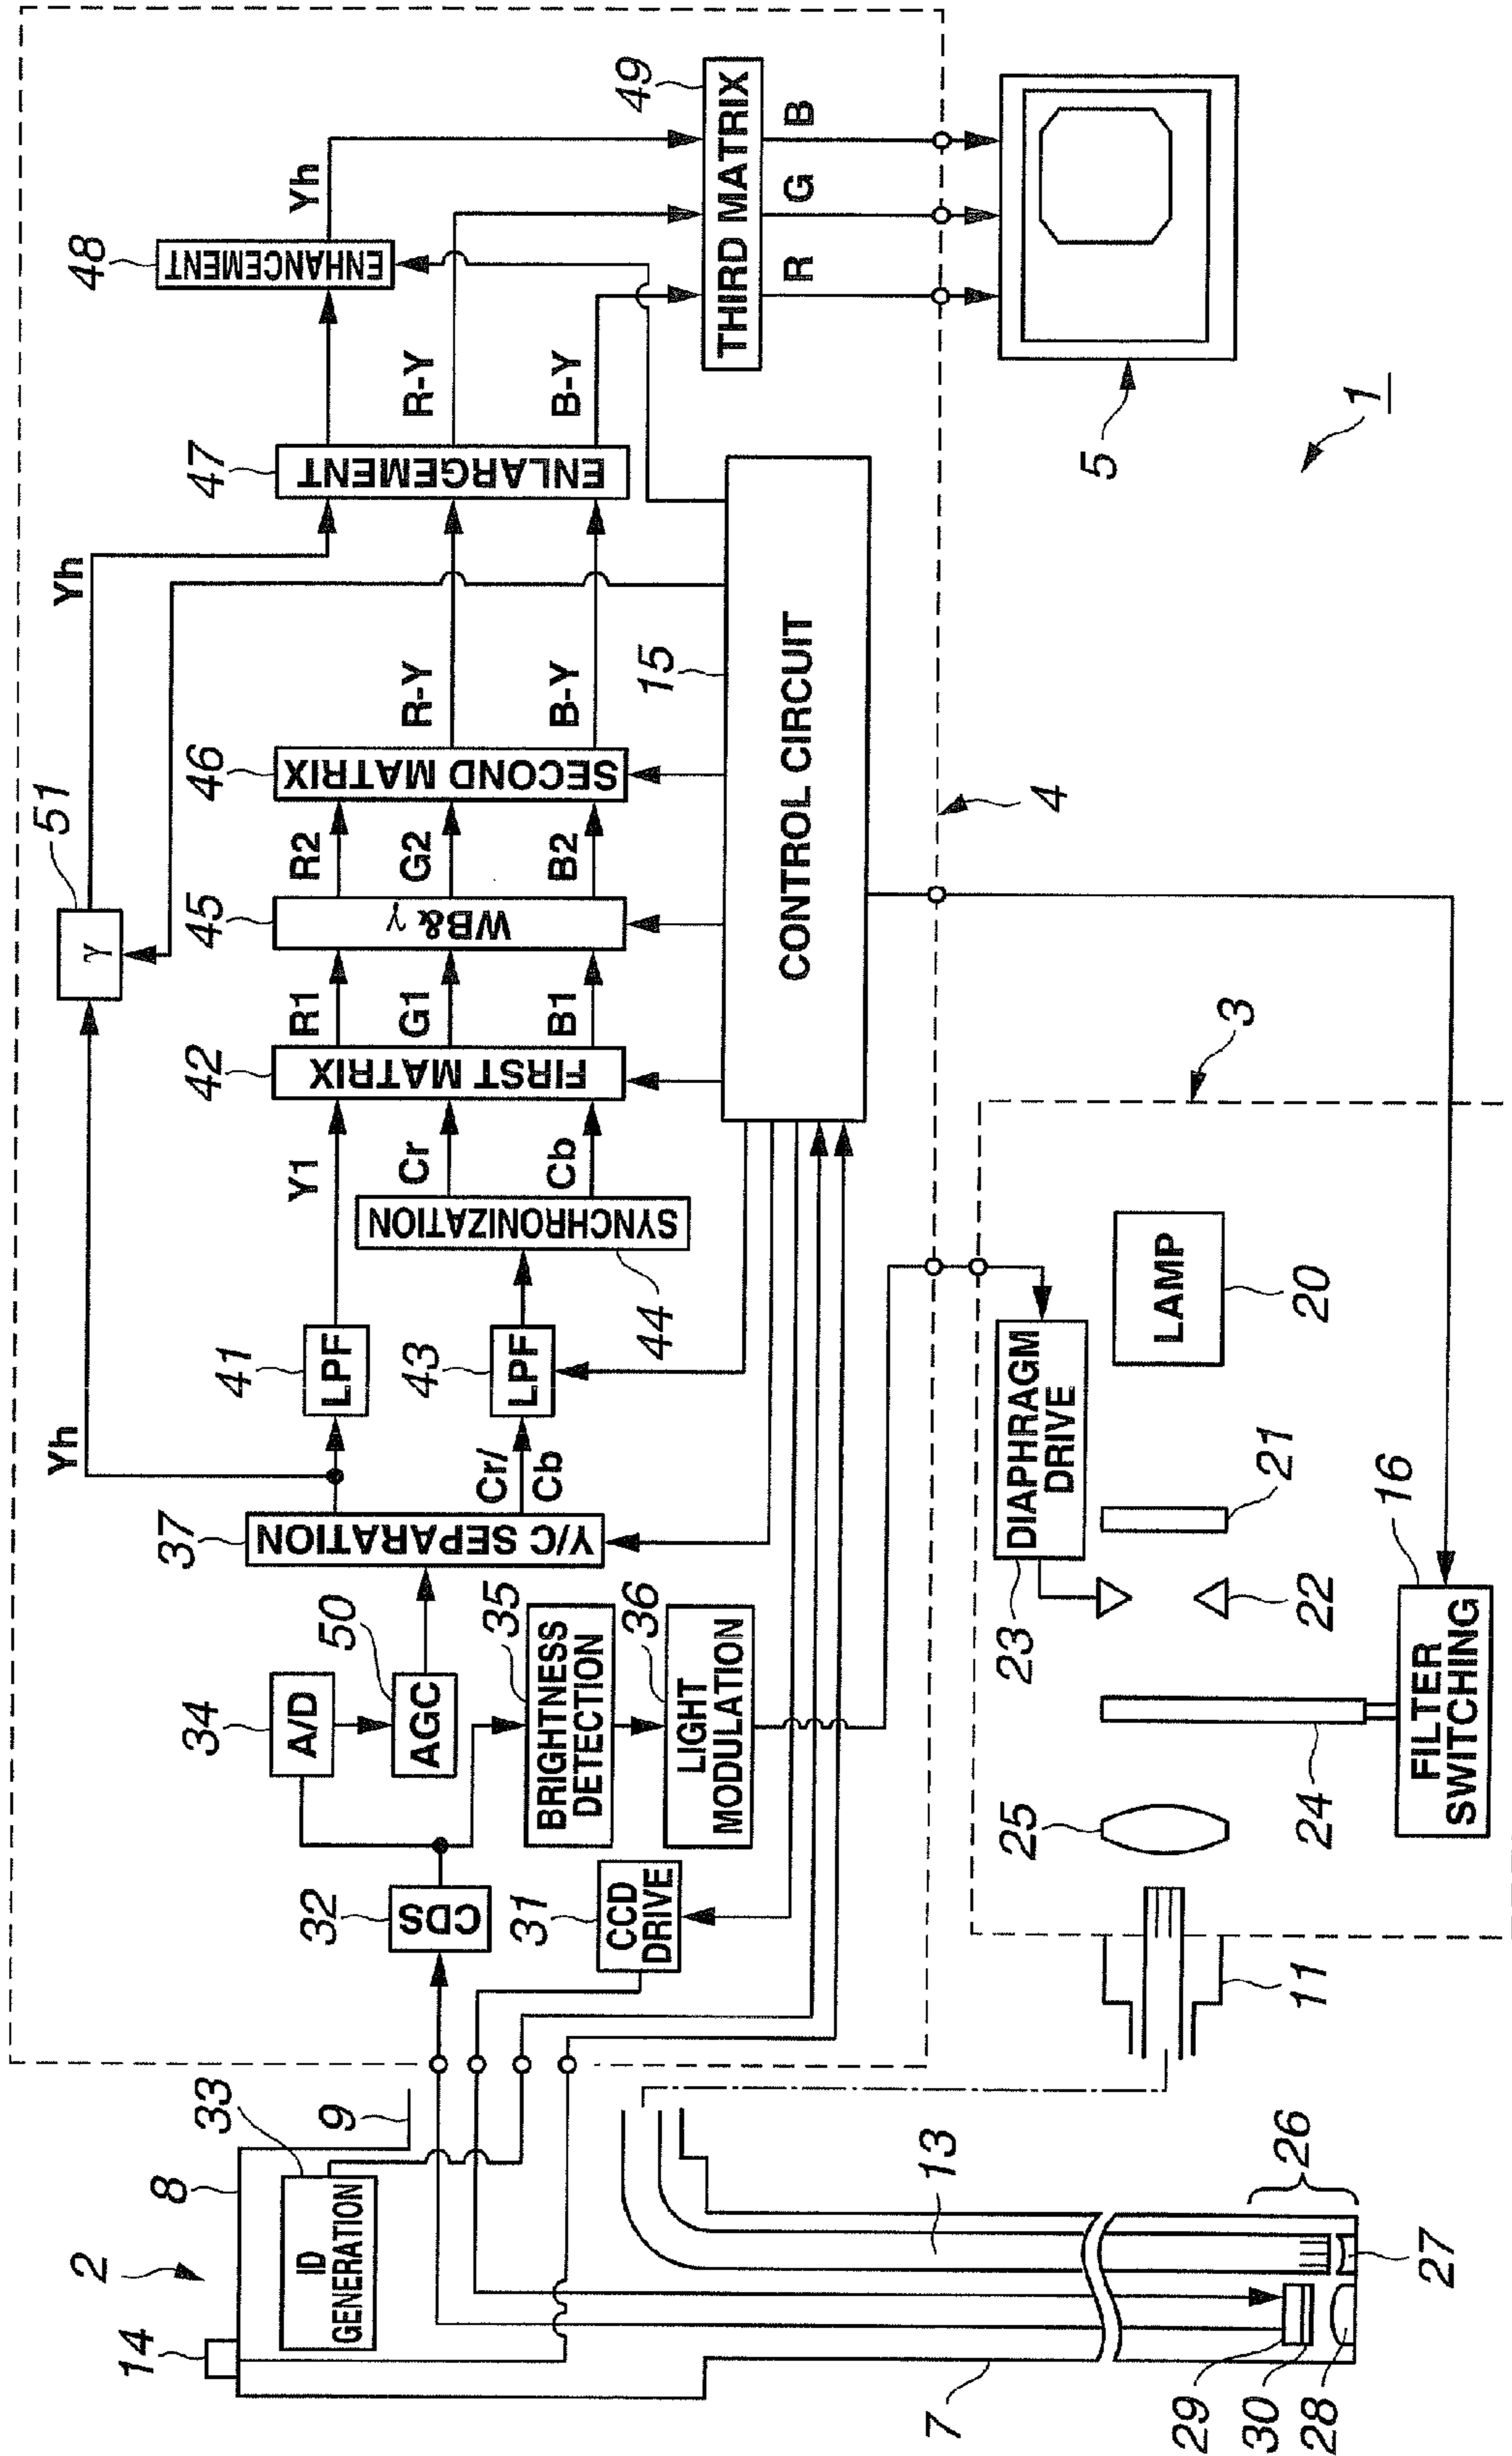 51
Yh
Yh
γ
48
Yh
ENHANCEMENT
37
Y/C SEPARATION
41
LPF
Y1
42
FIRST MATRIX
R1
G1
B1
45
WB&γ
R2
G2
B2
46
SECOND MATRIX
R-Y
B-Y
47
ENLARGEMENT
R-Y
B-Y
49
THIRD MATRIX
R
G
B
34
A/D
50
AGC
Cr/
Cb
43
LPF
44
SYNCHRONIZATION
Cr
Cb
32
CDS
35
BRIGHTNESS
DETECTION
36
LIGHT
MODULATION
31
CCD
DRIVE
15
CONTROL CIRCUIT
4
5
1
2
14
8
33
ID
GENERATION
9
13
7
26
27
28
29
30
11
3
23
DIAPHRAGM
DRIVE
LAMP
20
21
22
24
25
16
FILTER
SWITCHING